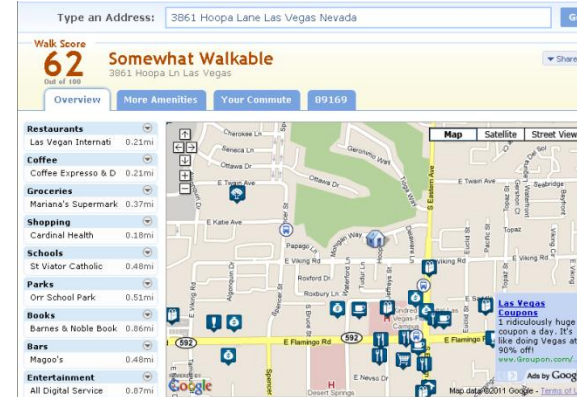 Type an Address: 3861 Hoopa Lane Las Vegas Nevada
Walk Score
62
Out of 100
Somewhat Walkable
3861 Hoopa Ln Las Vegas
Share
Overview
More Amenities
Your Commute
89169
Restaurants
Las Vegan Internati 0.21mi
Coffee
Coffee Expresso & D 0.21mi
Groceries
Mariana's Supermark 0.37mi
Shopping
Cardinal Health 0.18mi
Schools
St Viator Catholic 0.48mi
Parks
Orr School Park 0.51mi
Books
Barnes & Noble Book 0.86mi
Bars
Magoo's 0.48mi
Entertainment
All Digital Service 0.87mi
Map
Satellite
Street View
Cherokee Ln
Seneca Ln
Ottawa Dr
E Twain Ave
Geronimo Way
Ottawa Dr
S Eastern Ave
E Twain Ave
Seabridge
E Katie Ave
Papago Ln
Topaz
E Viking Rd
Viking Rd
E Viking Rd
Roxford Dr
Roxbury Ln
Algonquin Dr
Spencer St
592
E Flamingo Rd
592
E Flamingo
E Nevso Dr
Desert Springs
Las Vegas
Coupons
1 ridiculously huge
coupon a day. It's
like doing Vegas at
90% off!
www.Groupon.com/
Ads by Goog
Google
Map data ©2011 Google - Terms of